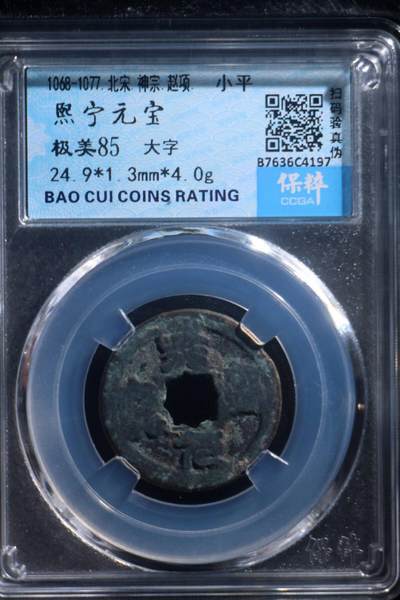 1068-1077.北宋.神宗.赵顼. 小平
熙宁元宝
极美85 大字
24.9*1.3mm*4.0g
BAO CUI COINS RATING
扫码验真伪
B7636C4197
保粹
CCGA